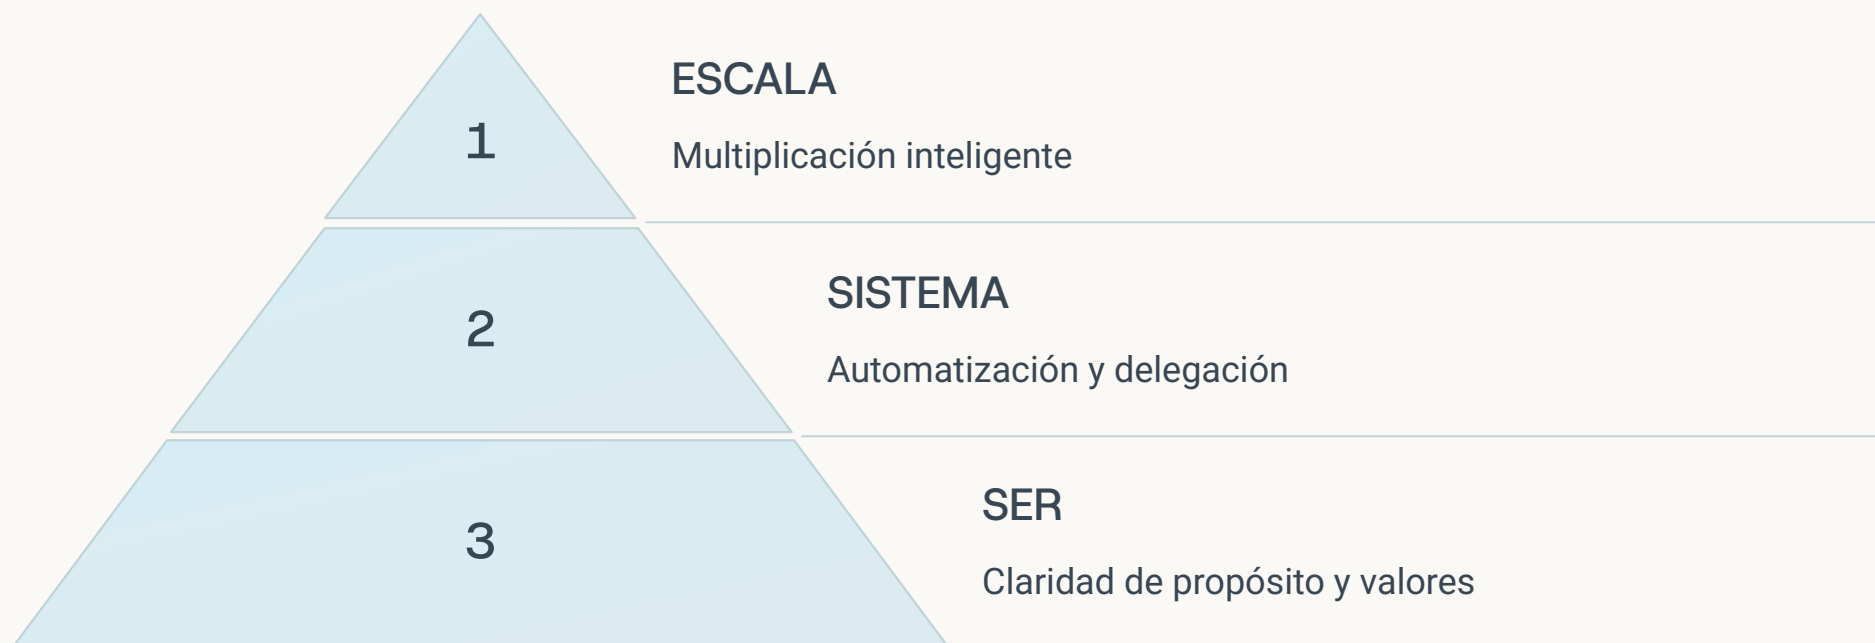 1
ESCALA
Multiplicación inteligente
2
SISTEMA
Automatización y delegación
3
SER
Claridad de propósito y valores